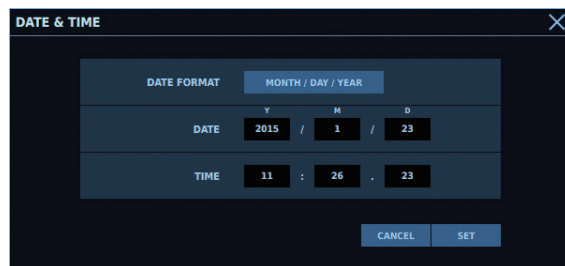 DATE & TIME
DATE FORMAT MONTH / DAY / YEAR
Y M D
DATE 2015 / 1 / 23
TIME 11 : 26 . 23
CANCEL SET